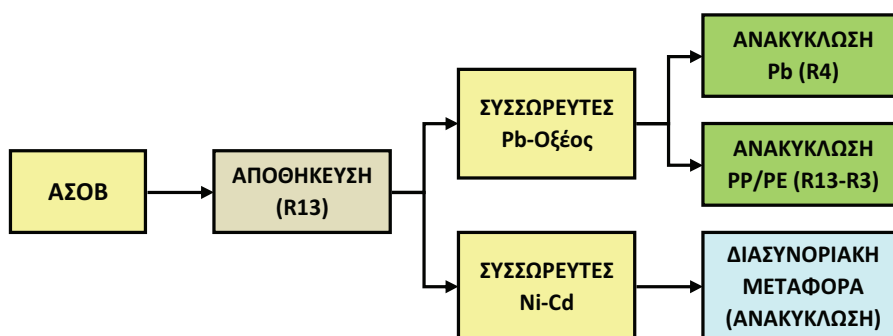 ΑΣΟΒ
ΑΠΟΘΗΚΕΥΣΗ
(R13)
ΣΥΣΣΩΡΕΥΤΕΣ
Pb-Οξέος
ΑΝΑΚΥΚΛΩΣΗ
Pb (R4)
ΑΝΑΚΥΚΛΩΣΗ
PP/PE (R13-R3)
ΣΥΣΣΩΡΕΥΤΕΣ
Ni-Cd
ΔΙΑΣΥΝΟΡΙΑΚΗ
ΜΕΤΑΦΟΡΑ
(ΑΝΑΚΥΚΛΩΣΗ)